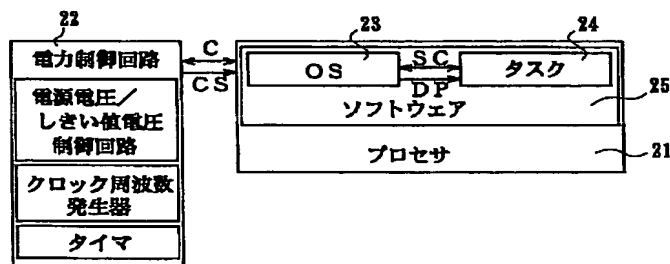 22
電力制御回路
電源電圧/
しきい値電圧
制御回路
クロック周波数
発生器
タイマ
C
CS
23
24
OS
SC
DP
タスク
ソフトウェア
25
プロセサ
21